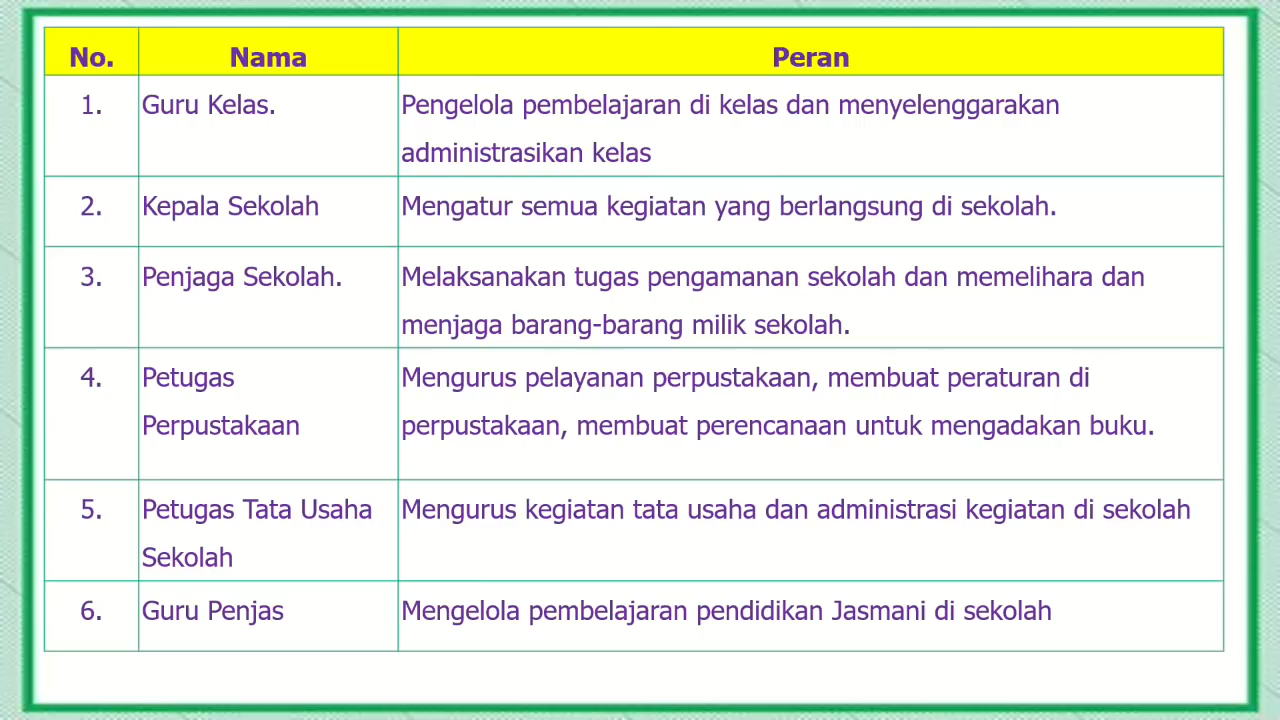 No. Nama Peran
1. Guru Kelas. Pengelola pembelajaran di kelas dan menyelenggarakan
administrasikan kelas
2. Kepala Sekolah Mengatur semua kegiatan yang berlangsung di sekolah.
3. Penjaga Sekolah. Melaksanakan tugas pengamanan sekolah dan memelihara dan
menjaga barang-barang milik sekolah.
4. Petugas Mengurus pelayanan perpustakaan, membuat peraturan di
Perpustakaan perpustakaan, membuat perencanaan untuk mengadakan buku.
5. Petugas Tata Usaha Mengurus kegiatan tata usaha dan administrasi kegiatan di sekolah
Sekolah
6. Guru Penjas Mengelola pembelajaran pendidikan Jasmani di sekolah